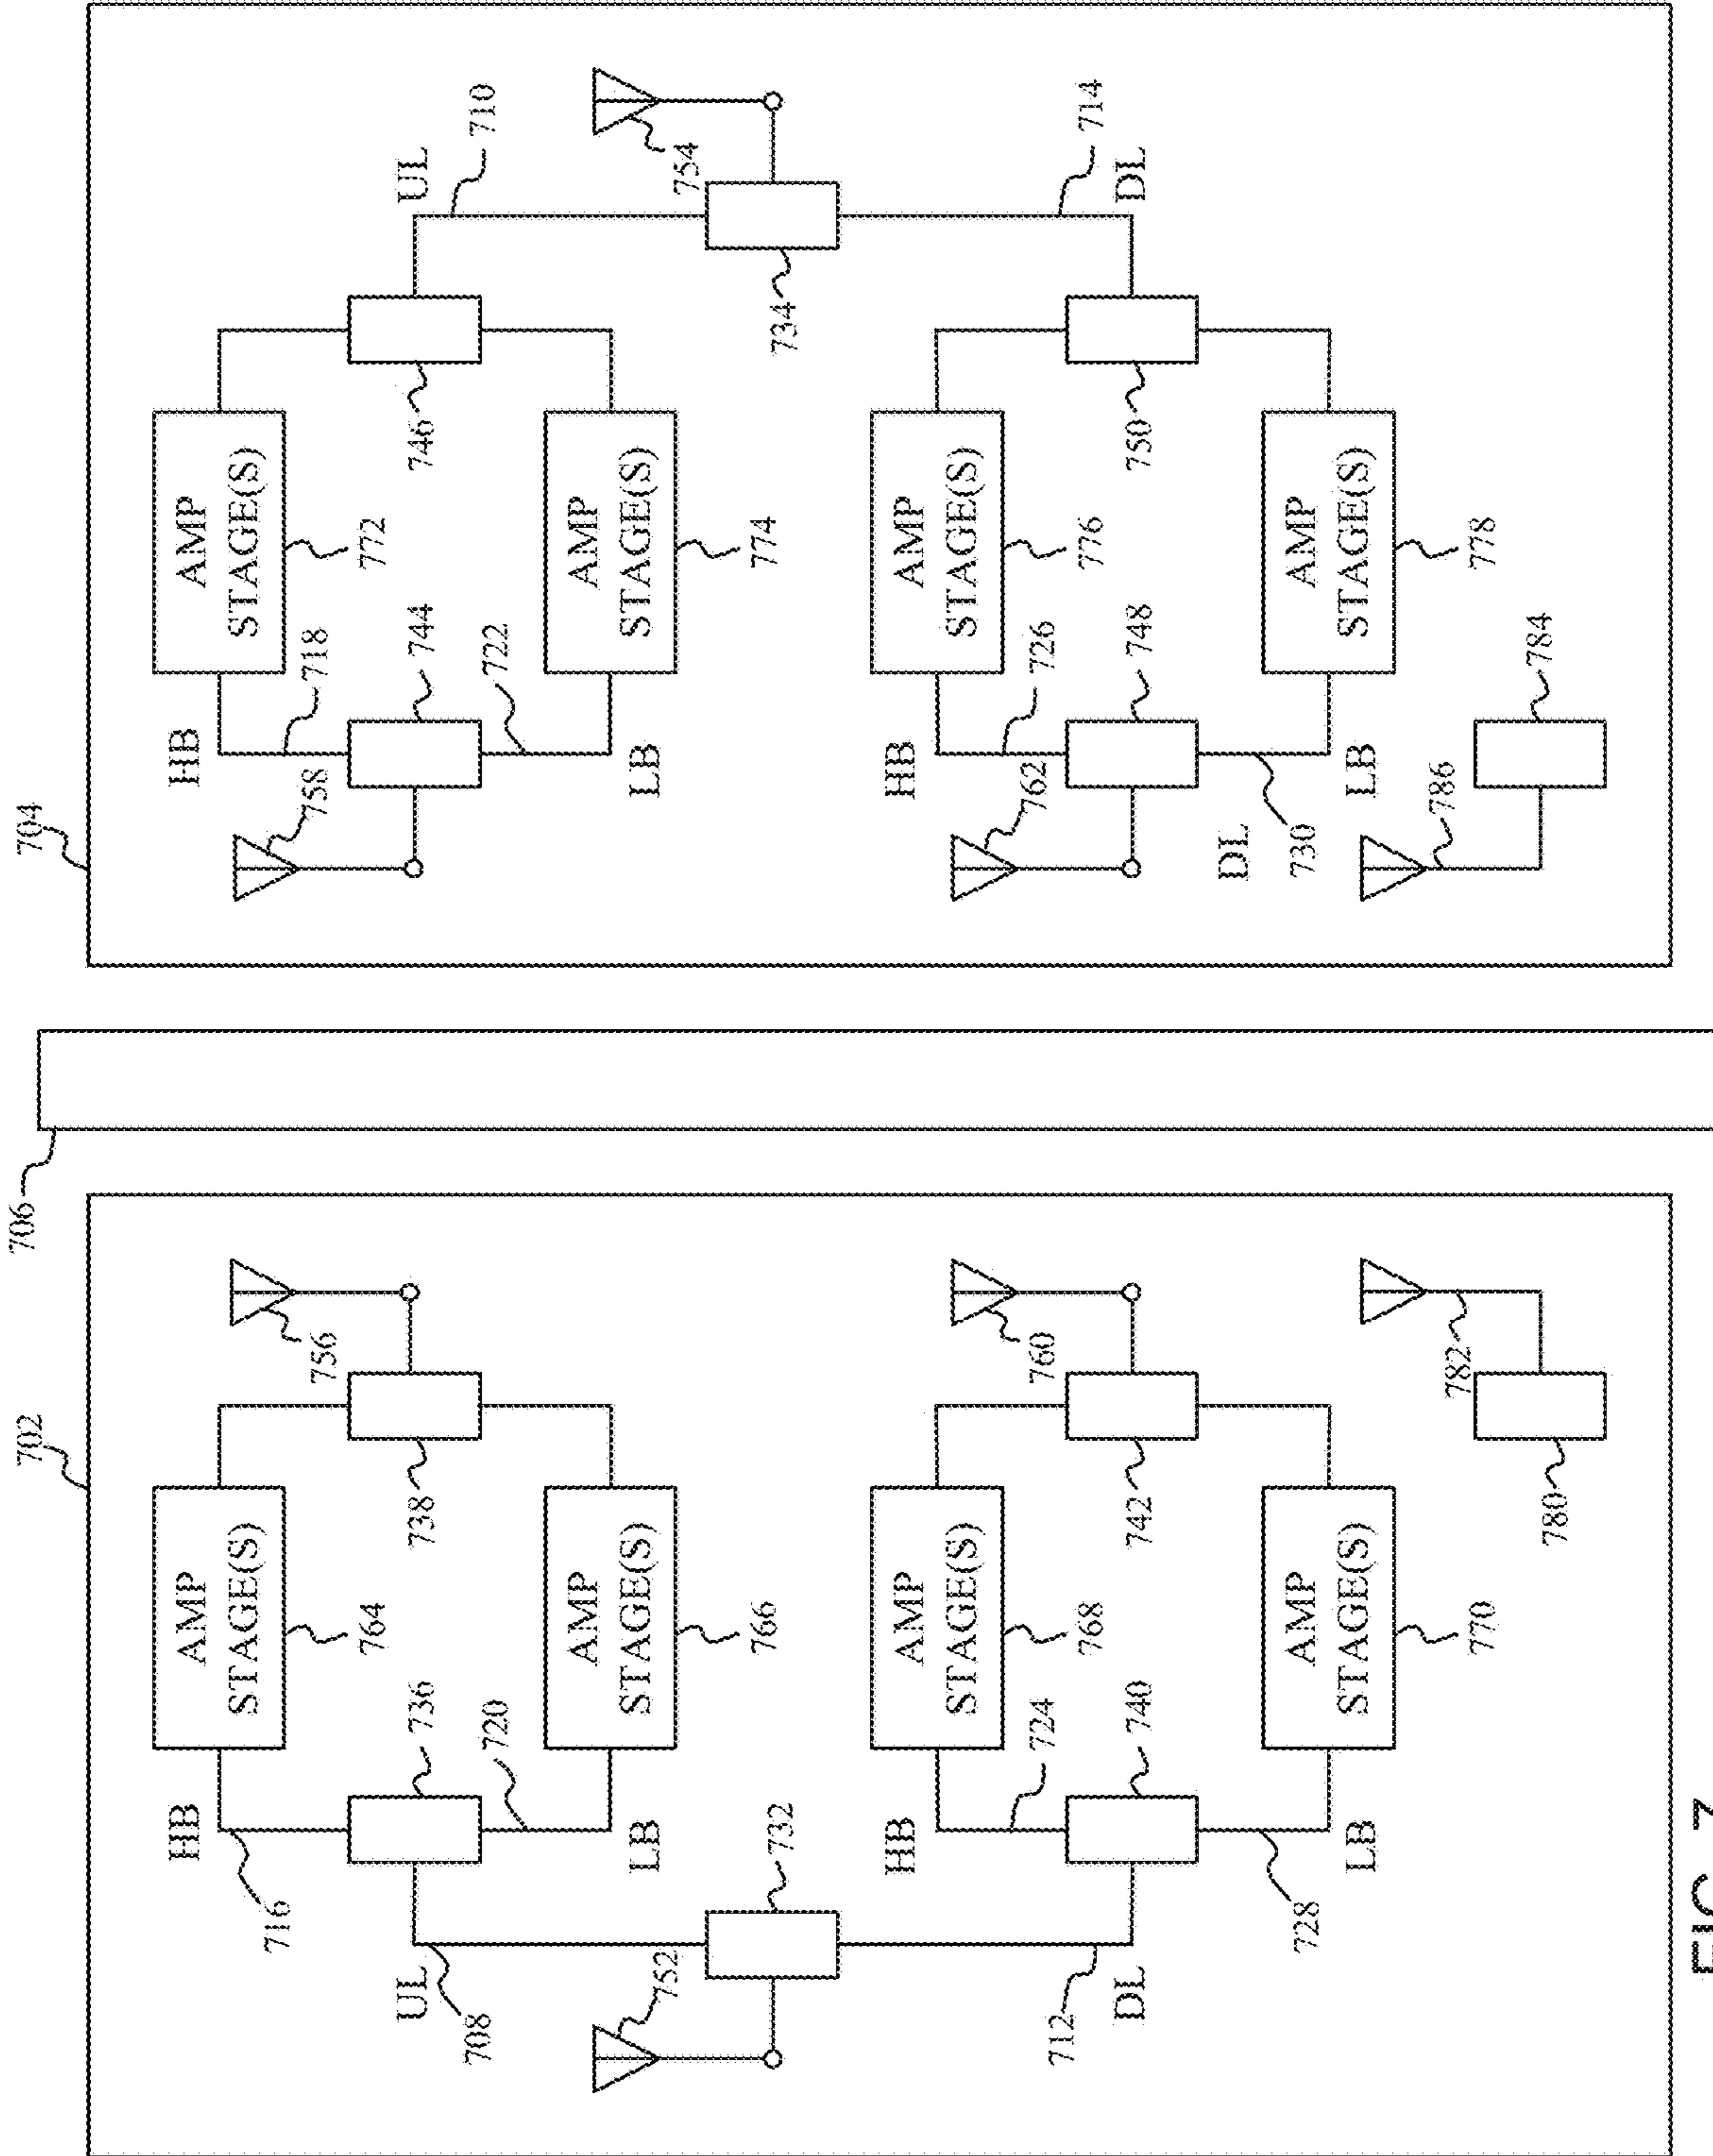 702
706
704
HB
AMP
STAGE(S)
HB
AMP
STAGE(S)
716
764
756
718
772
758
UL
708
736
738
744
746
UL
710
720
722
LB
AMP
STAGE(S)
LB
AMP
STAGE(S)
752
766
774
754
732
734
HB
AMP
STAGE(S)
HB
AMP
STAGE(S)
724
768
760
762
726
776
712
DL
740
742
748
750
DL
714
728
DL
730
LB
AMP
STAGE(S)
LB
AMP
STAGE(S)
770
782
786
778
780
784
FIG. 7